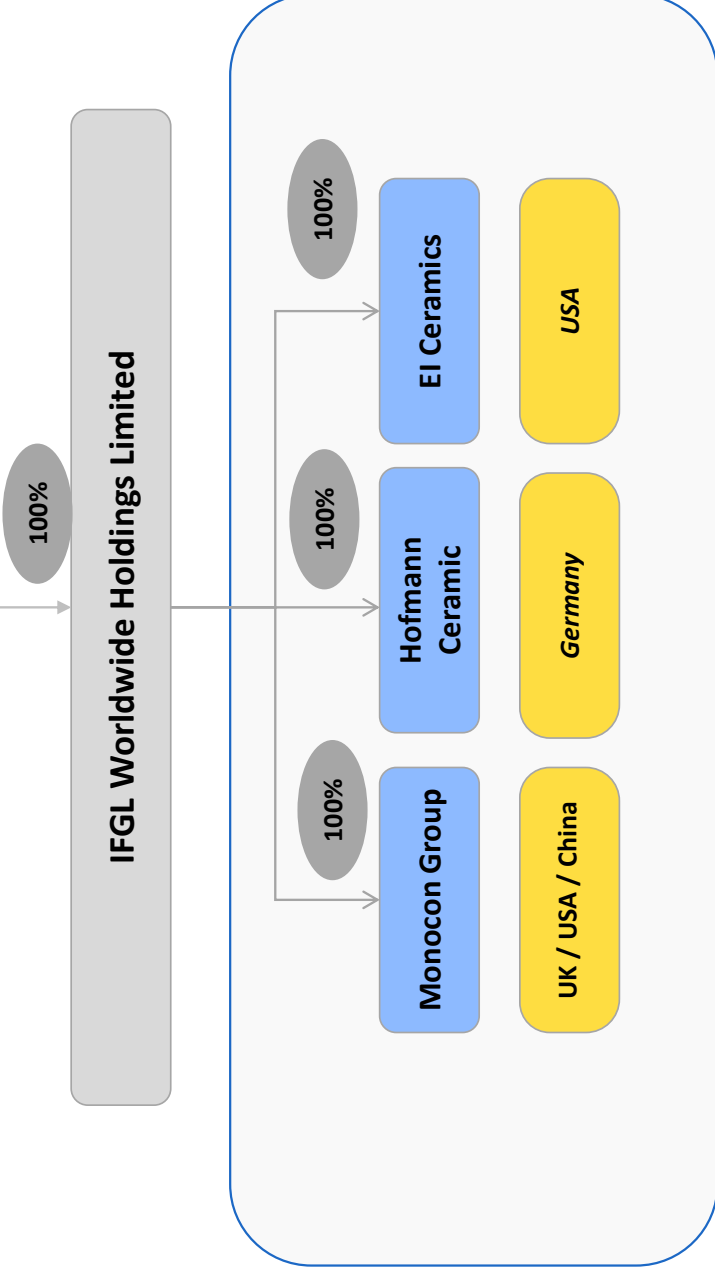 100%
IFGL Worldwide Holdings Limited
100%
100%
100%
Monocon Group
Hofmann
Ceramic
EI Ceramics
UK / USA / China
Germany
USA